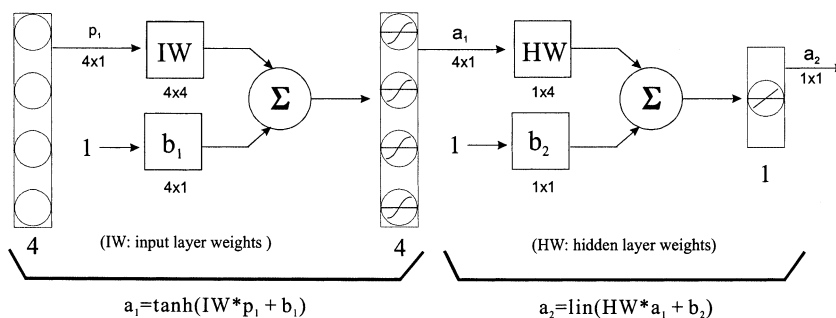 p₁
4x1
IW
4x4
Σ
1
b₁
4x1
4
(IW: input layer weights )
4
a₁=tanh(IW*p₁+b₁)
a₁
4x1
HW
1x4
Σ
1
b₂
1x1
a₂
1x1
1
(HW: hidden layer weights)
a₂=lin(HW*a₁+b₂)